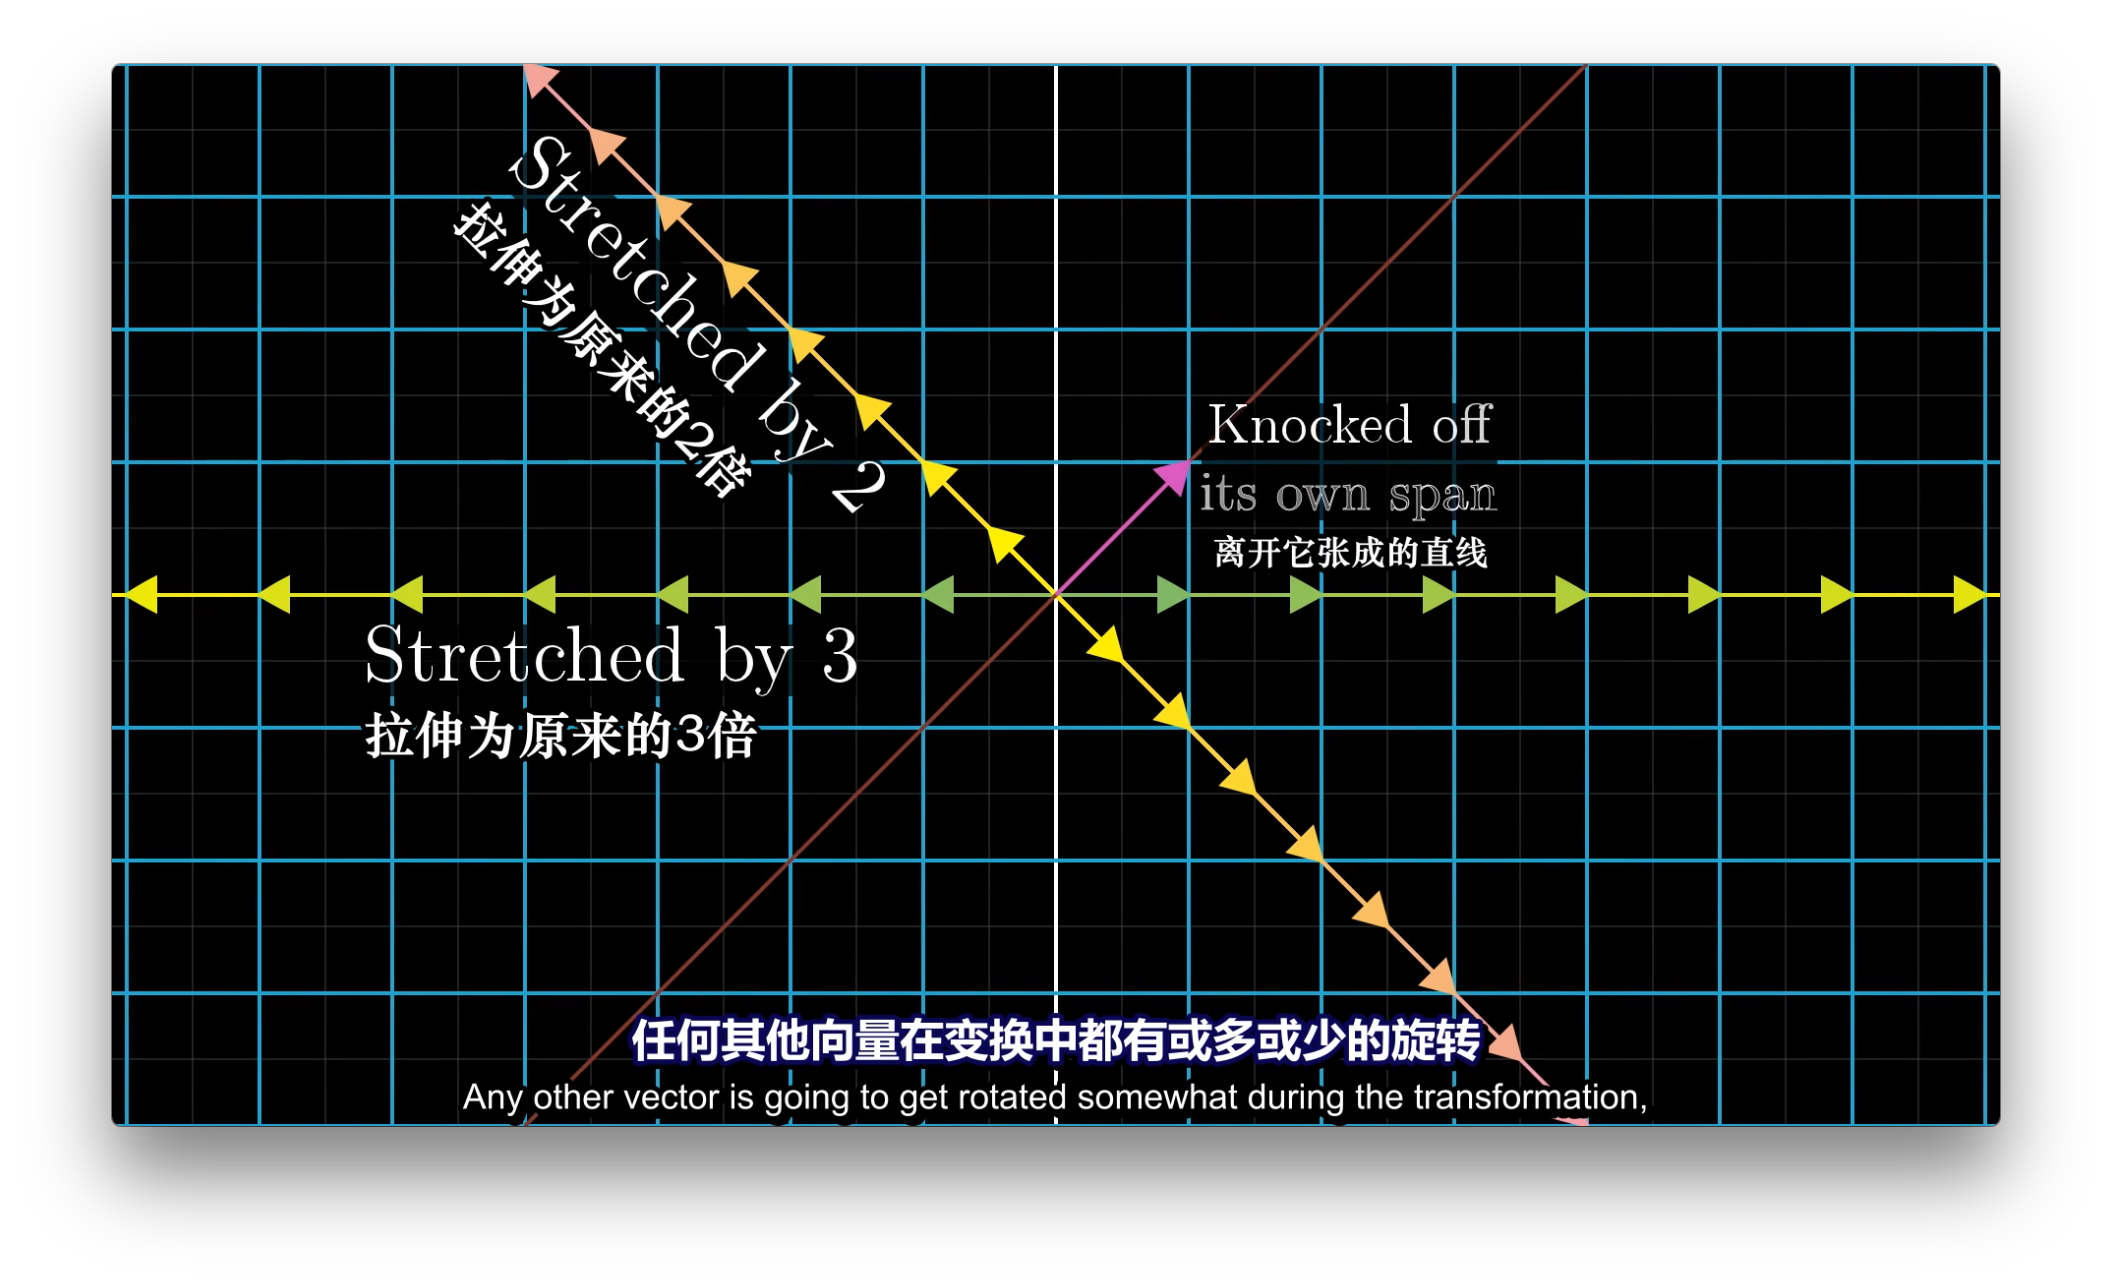 Stretched by 2
拉伸为原来的2倍
Knocked off
its own span
离开它张成的直线
Stretched by 3
拉伸为原来的3倍
任何其他向量在变换中都有或多或少的旋转
Any other vector is going to get rotated somewhat during the transformation,